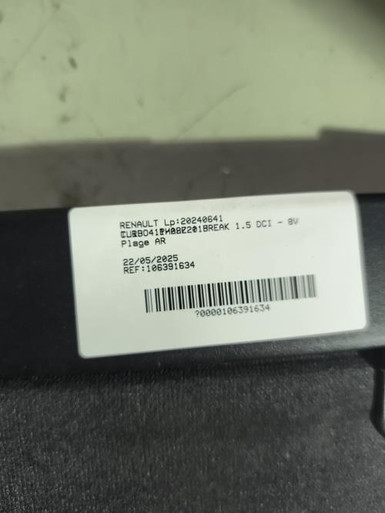 RENAULT Lp:20240641
BREAK 1.5 DCI - 8V
Plage AR
22/05/2025
REF:106391634
?0000106391634